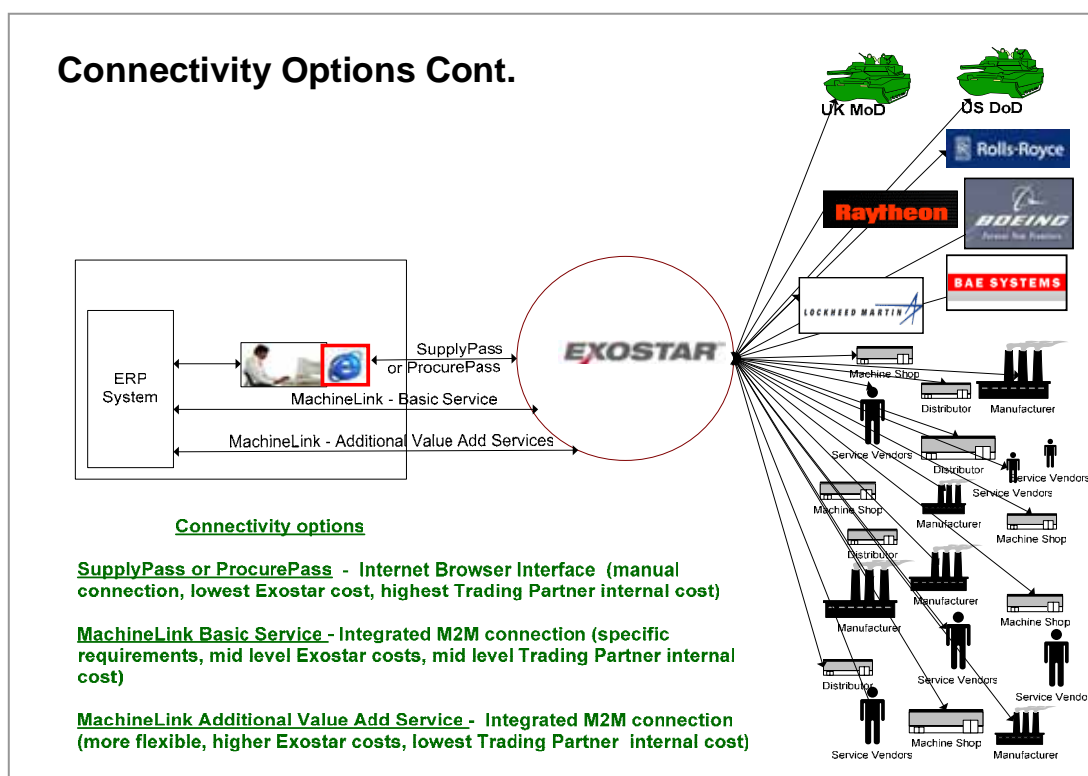 Connectivity Options Cont.
UK MoD
US DoD
Rolls-Royce
Raytheon
BOEING
BAE SYSTEMS
LOCKHEED MARTIN
EXOSTAR
SupplyPass
or ProcurePass
ERP
System
MachineLink - Basic Service
MachineLink - Additional Value Add Services
Machine Shop
Distributor
Manufacturer
Service Vendors
Distributor
Service Vendors
Service Vendors
Machine Shop
Manufacturer
Machine Shop
Distributor
Manufacturer
Manufacturer
Machine Shop
Service Vendors
Distributor
Service Vendors
Service Vendors
Machine Shop
Manufacturer
Connectivity options
SupplyPass or ProcurePass - Internet Browser Interface (manual
connection, lowest Exostar cost, highest Trading Partner internal cost)
MachineLink Basic Service - Integrated M2M connection (specific
requirements, mid level Exostar costs, mid level Trading Partner internal
cost)
MachineLink Additional Value Add Service - Integrated M2M connection
(more flexible, higher Exostar costs, lowest Trading Partner internal cost)